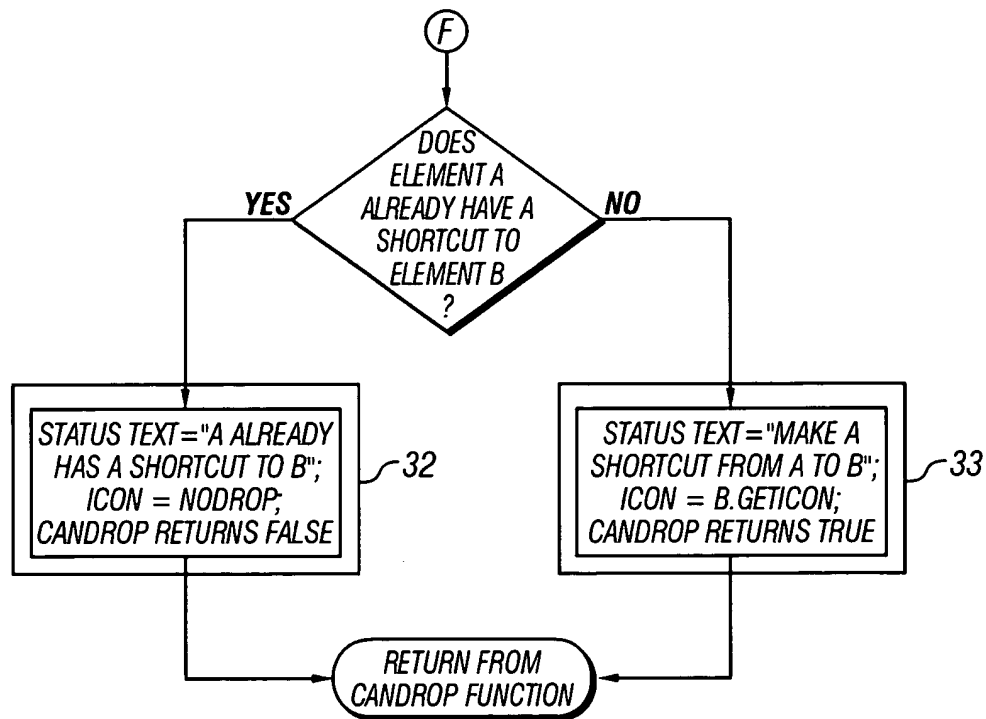 F
DOES
ELEMENT A
ALREADY HAVE A
SHORTCUT TO
ELEMENT B
?
YES
NO
STATUS TEXT="A ALREADY
HAS A SHORTCUT TO B";
ICON = NODROP;
CANDROP RETURNS FALSE
32
STATUS TEXT="MAKE A
SHORTCUT FROM A TO B";
ICON = B.GETICON;
CANDROP RETURNS TRUE
33
RETURN FROM
CANDROP FUNCTION